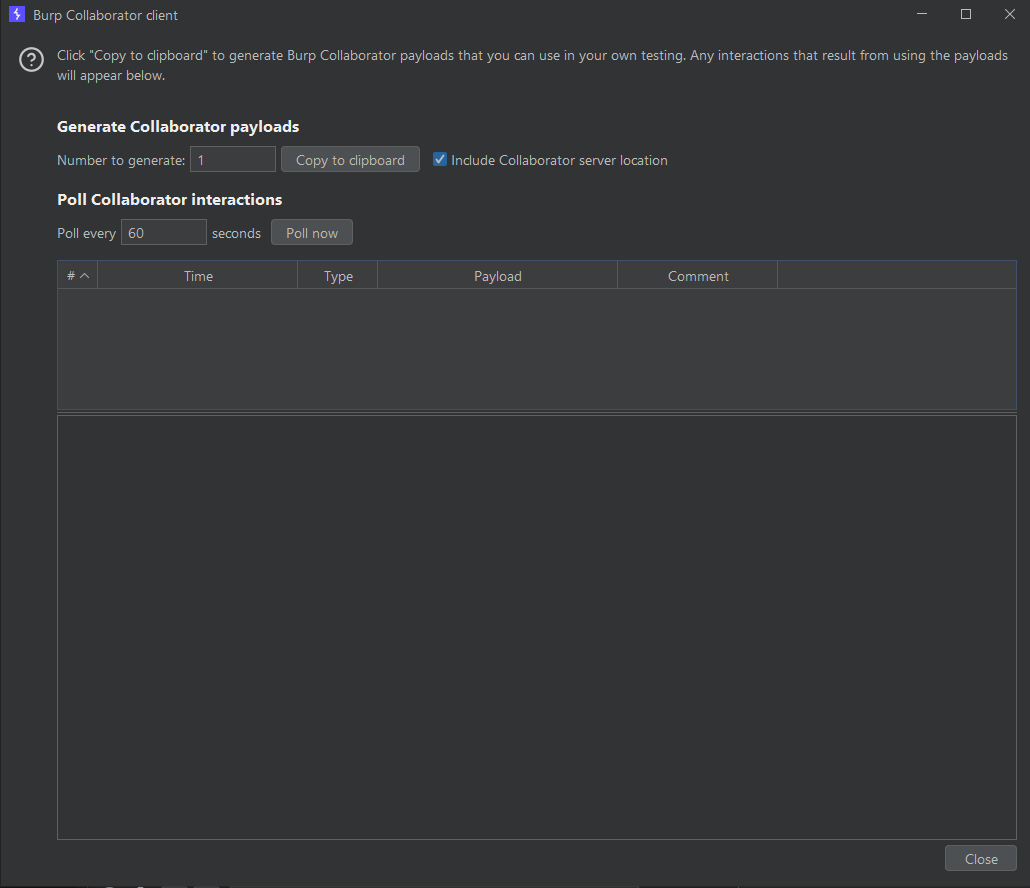 Burp Collaborator client
Click "Copy to clipboard" to generate Burp Collaborator payloads that you can use in your own testing. Any interactions that result from using the payloads
will appear below.
Generate Collaborator payloads
Number to generate: 1 Copy to clipboard Include Collaborator server location
Poll Collaborator interactions
Poll every 60 seconds Poll now
# Time Type Payload Comment
Close